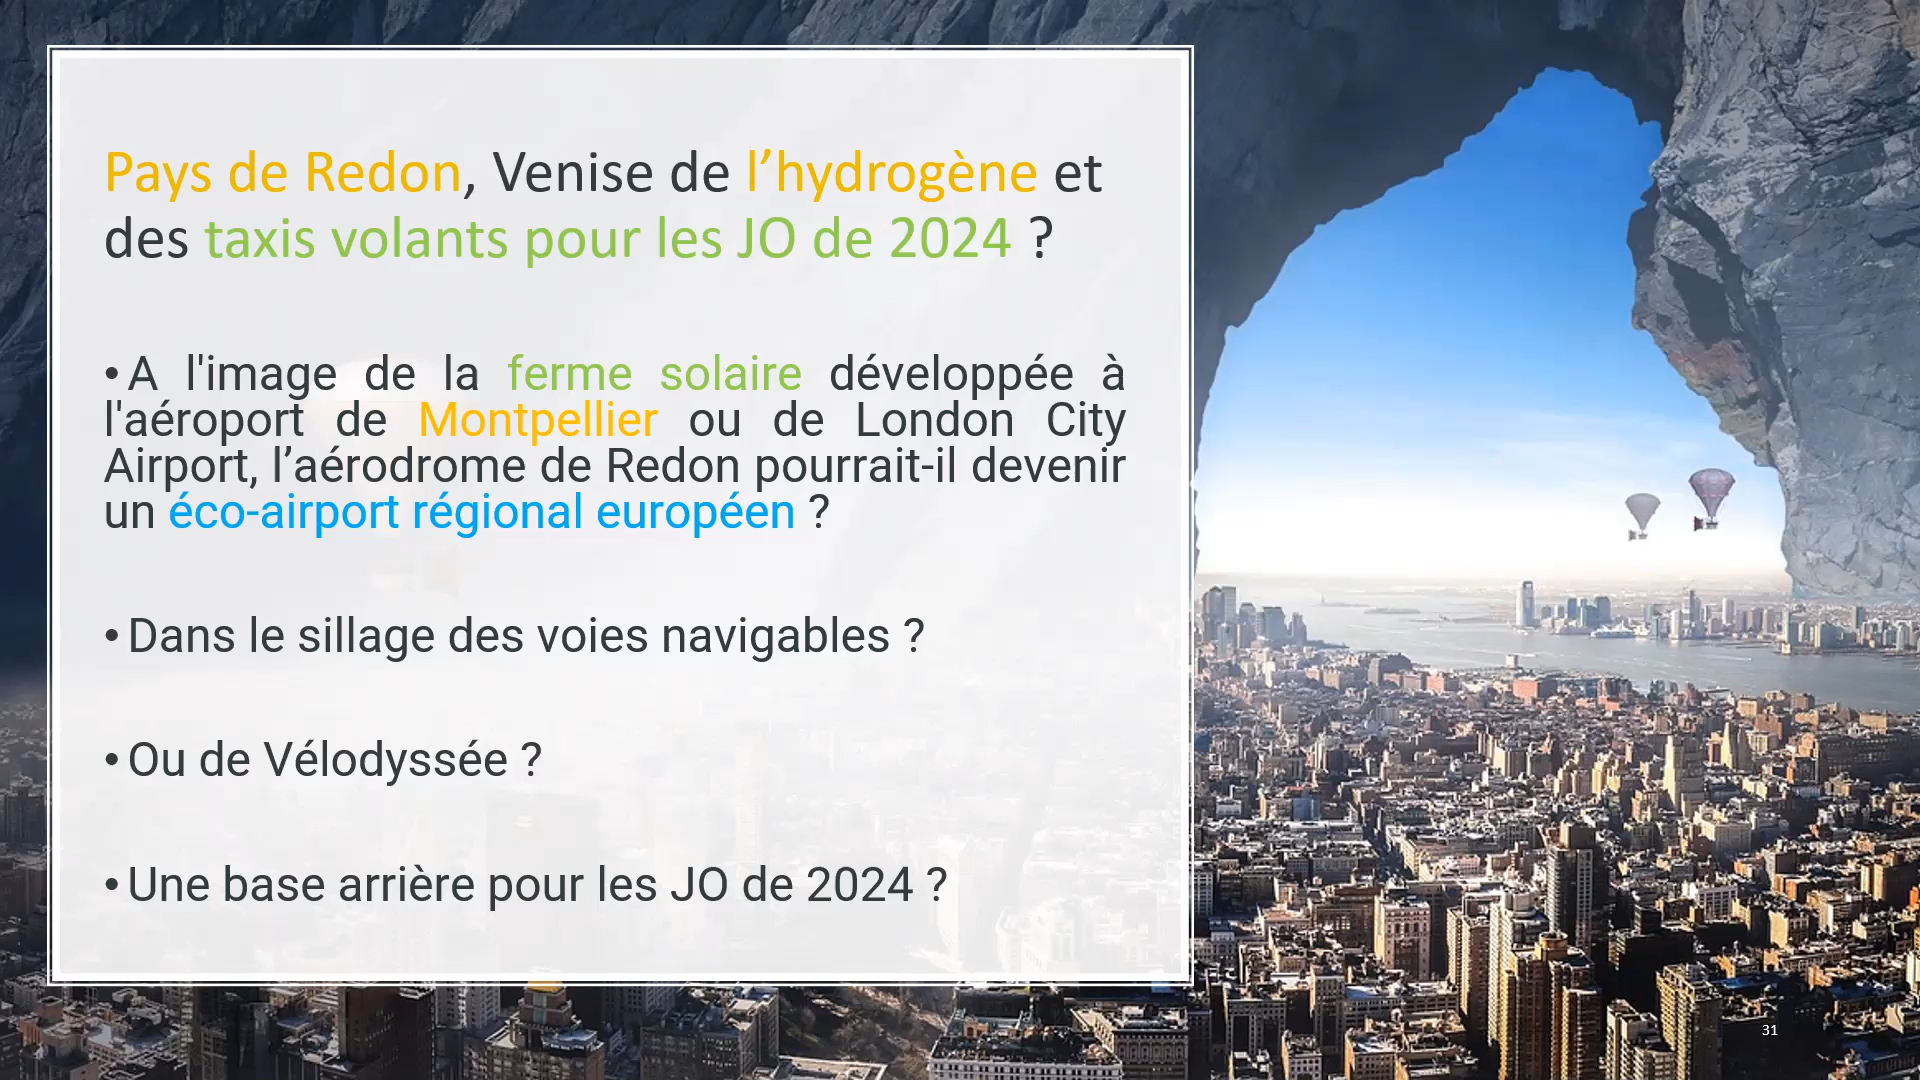 Pays de Redon, Venise de l’hydrogène et
des taxis volants pour les JO de 2024 ?
• A l'image de la ferme solaire développée à
l'aéroport de Montpellier ou de London City
Airport, l’aérodrome de Redon pourrait-il devenir
un éco-airport régional européen ?
• Dans le sillage des voies navigables ?
• Ou de Vélodyssée ?
• Une base arrière pour les JO de 2024 ?
31